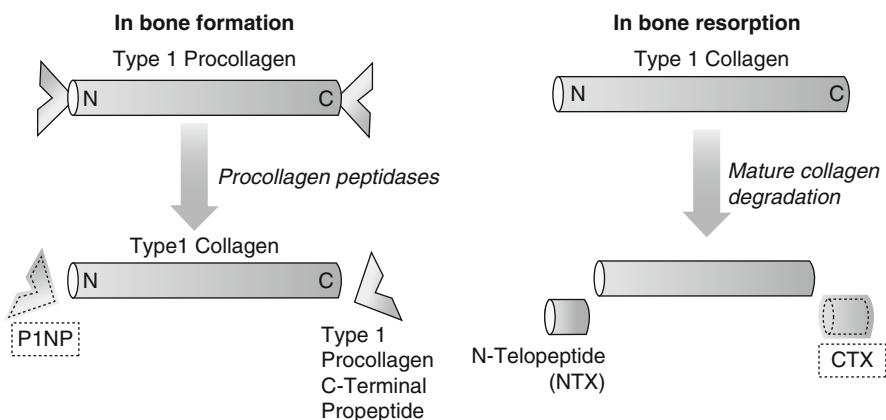 In bone formation
Type 1 Procollagen
N C
Procollagen peptidases
Type1 Collagen
N C
P1NP
Type 1
Procollagen
C-Terminal
Propeptide
In bone resorption
Type 1 Collagen
N C
Mature collagen
degradation
N-Telopeptide
(NTX)
CTX